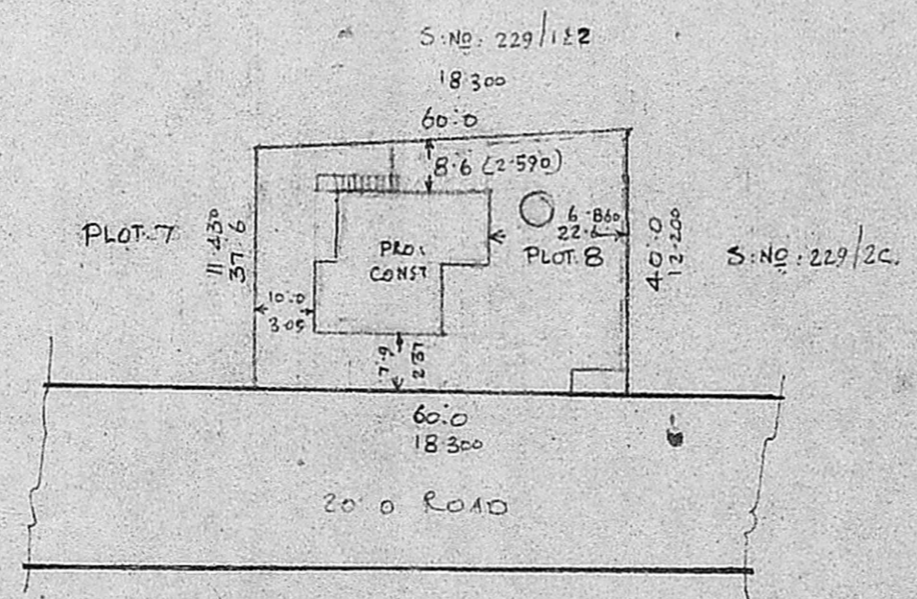 S.NO: 229/1&2
18.300
60.0
8.6 (2.590)
PLOT.7
11.430
37.6
PRO:
CONST
6.860
22.6
PLOT.8
40.0
12.200
S.NO: 229/2C.
10.0
3.05
7.9
2.37
60.0
18.300
20.0 ROAD